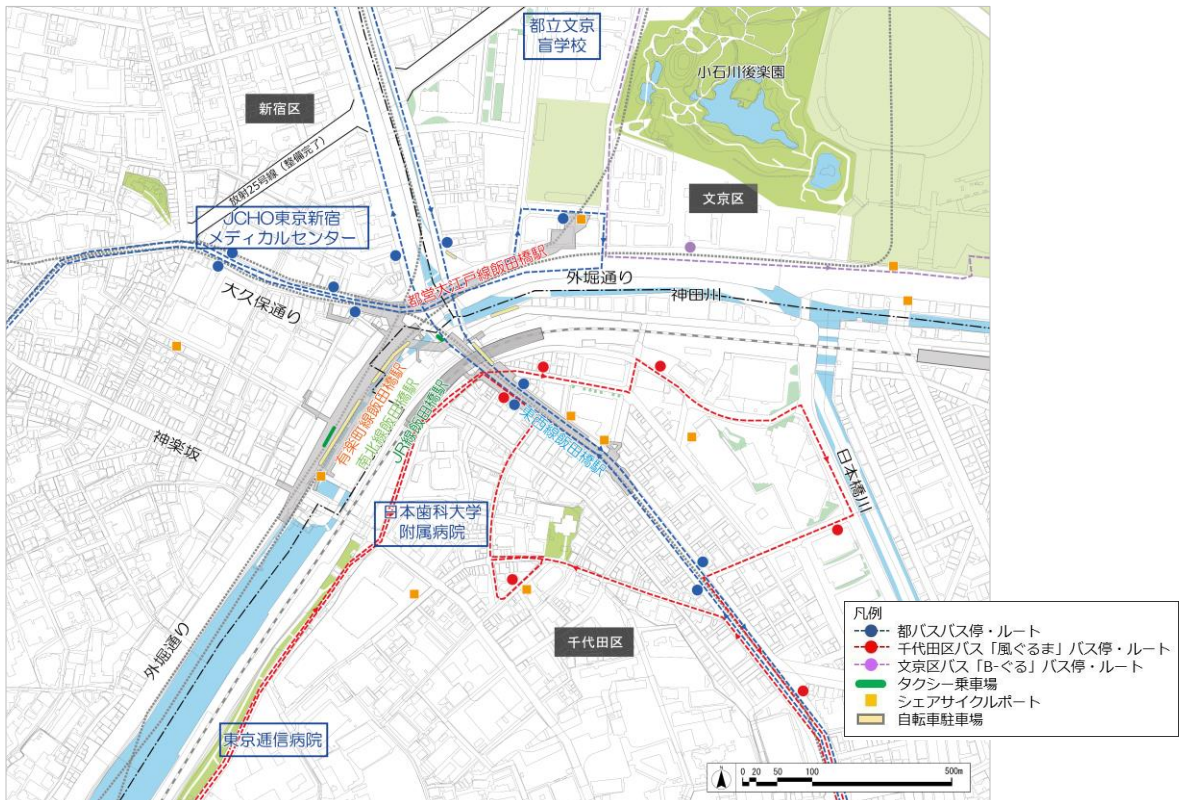 都立文京
盲学校
小石川後楽園
新宿区
放射25号線（整備完了）
文京区
JCHO東京新宿
メディカルセンター
都営大江戸線飯田橋駅
外堀通り
神田川
大久保通り
有楽町線飯田橋駅
南北線飯田橋駅
JR線飯田橋駅
東西線飯田橋駅
神楽坂
日本橋川
日本歯科大学
附属病院
外堀通り
千代田区
東京逓信病院
凡例
都バスバス停・ルート
千代田区バス「風ぐるま」バス停・ルート
文京区バス「B-ぐる」バス停・ルート
タクシー乗車場
シェアサイクルポート
自転車駐車場
N
0 20 50 100 500m